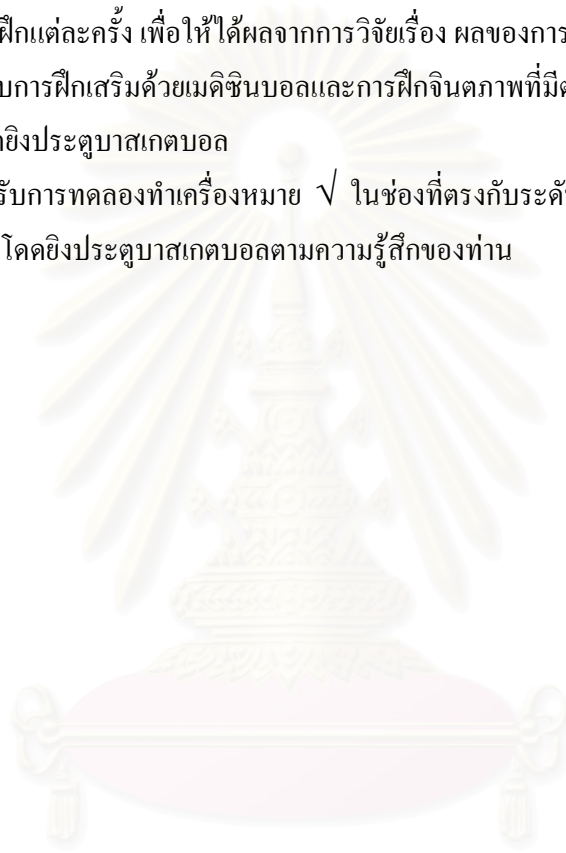 ฝึกแต่ละครั้ง เพื่อให้ได้ผลจากการวิจัยเรื่อง ผลของการ
บการฝึกเสริมด้วยเมดิซินบอลและการฝึกจินตภาพที่มี
ยิงประตูบาสเกตบอล
รับการทดลองทำเครื่องหมาย √ ในช่องที่ตรงกับระดั
โดดยิงประตูบาสเกตบอลตามความรู้สึกของท่าน